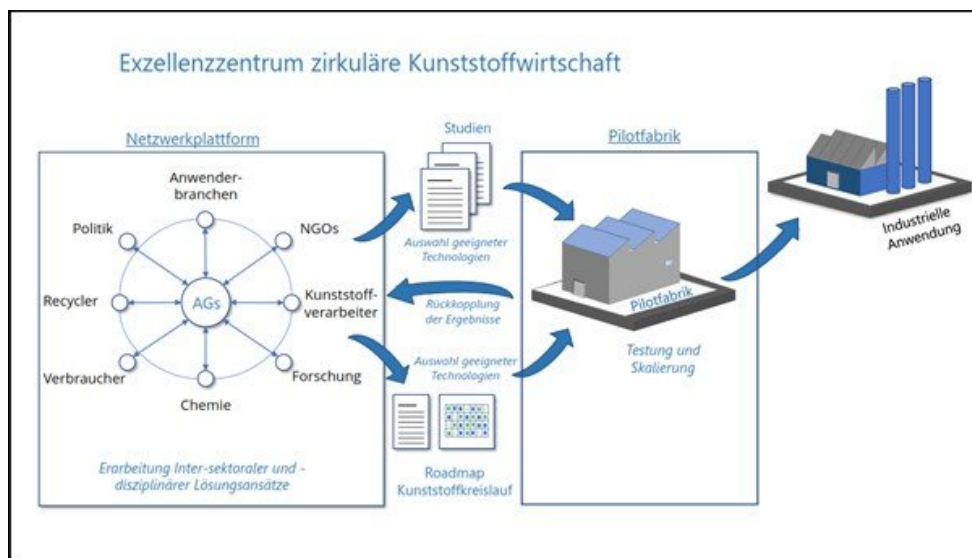 Exzellenzzentrum zirkuläre Kunststoffwirtschaft
Netzwerkplattform
Anwender-
branchen
Politik
NGOs
Recycler
AGs
Kunststoff-
verarbeiter
Verbraucher
Forschung
Chemie
Erarbeitung Inter-sektoraler und -
disziplinärer Lösungsansätze
Studien
Auswahl geeigneter
Technologien
Rückkopplung
der Ergebnisse
Auswahl geeigneter
Technologien
Roadmap
Kunststoffkreislauf
Pilotfabrik
Pilotfabrik
Testung und
Skalierung
Industrielle
Anwendung